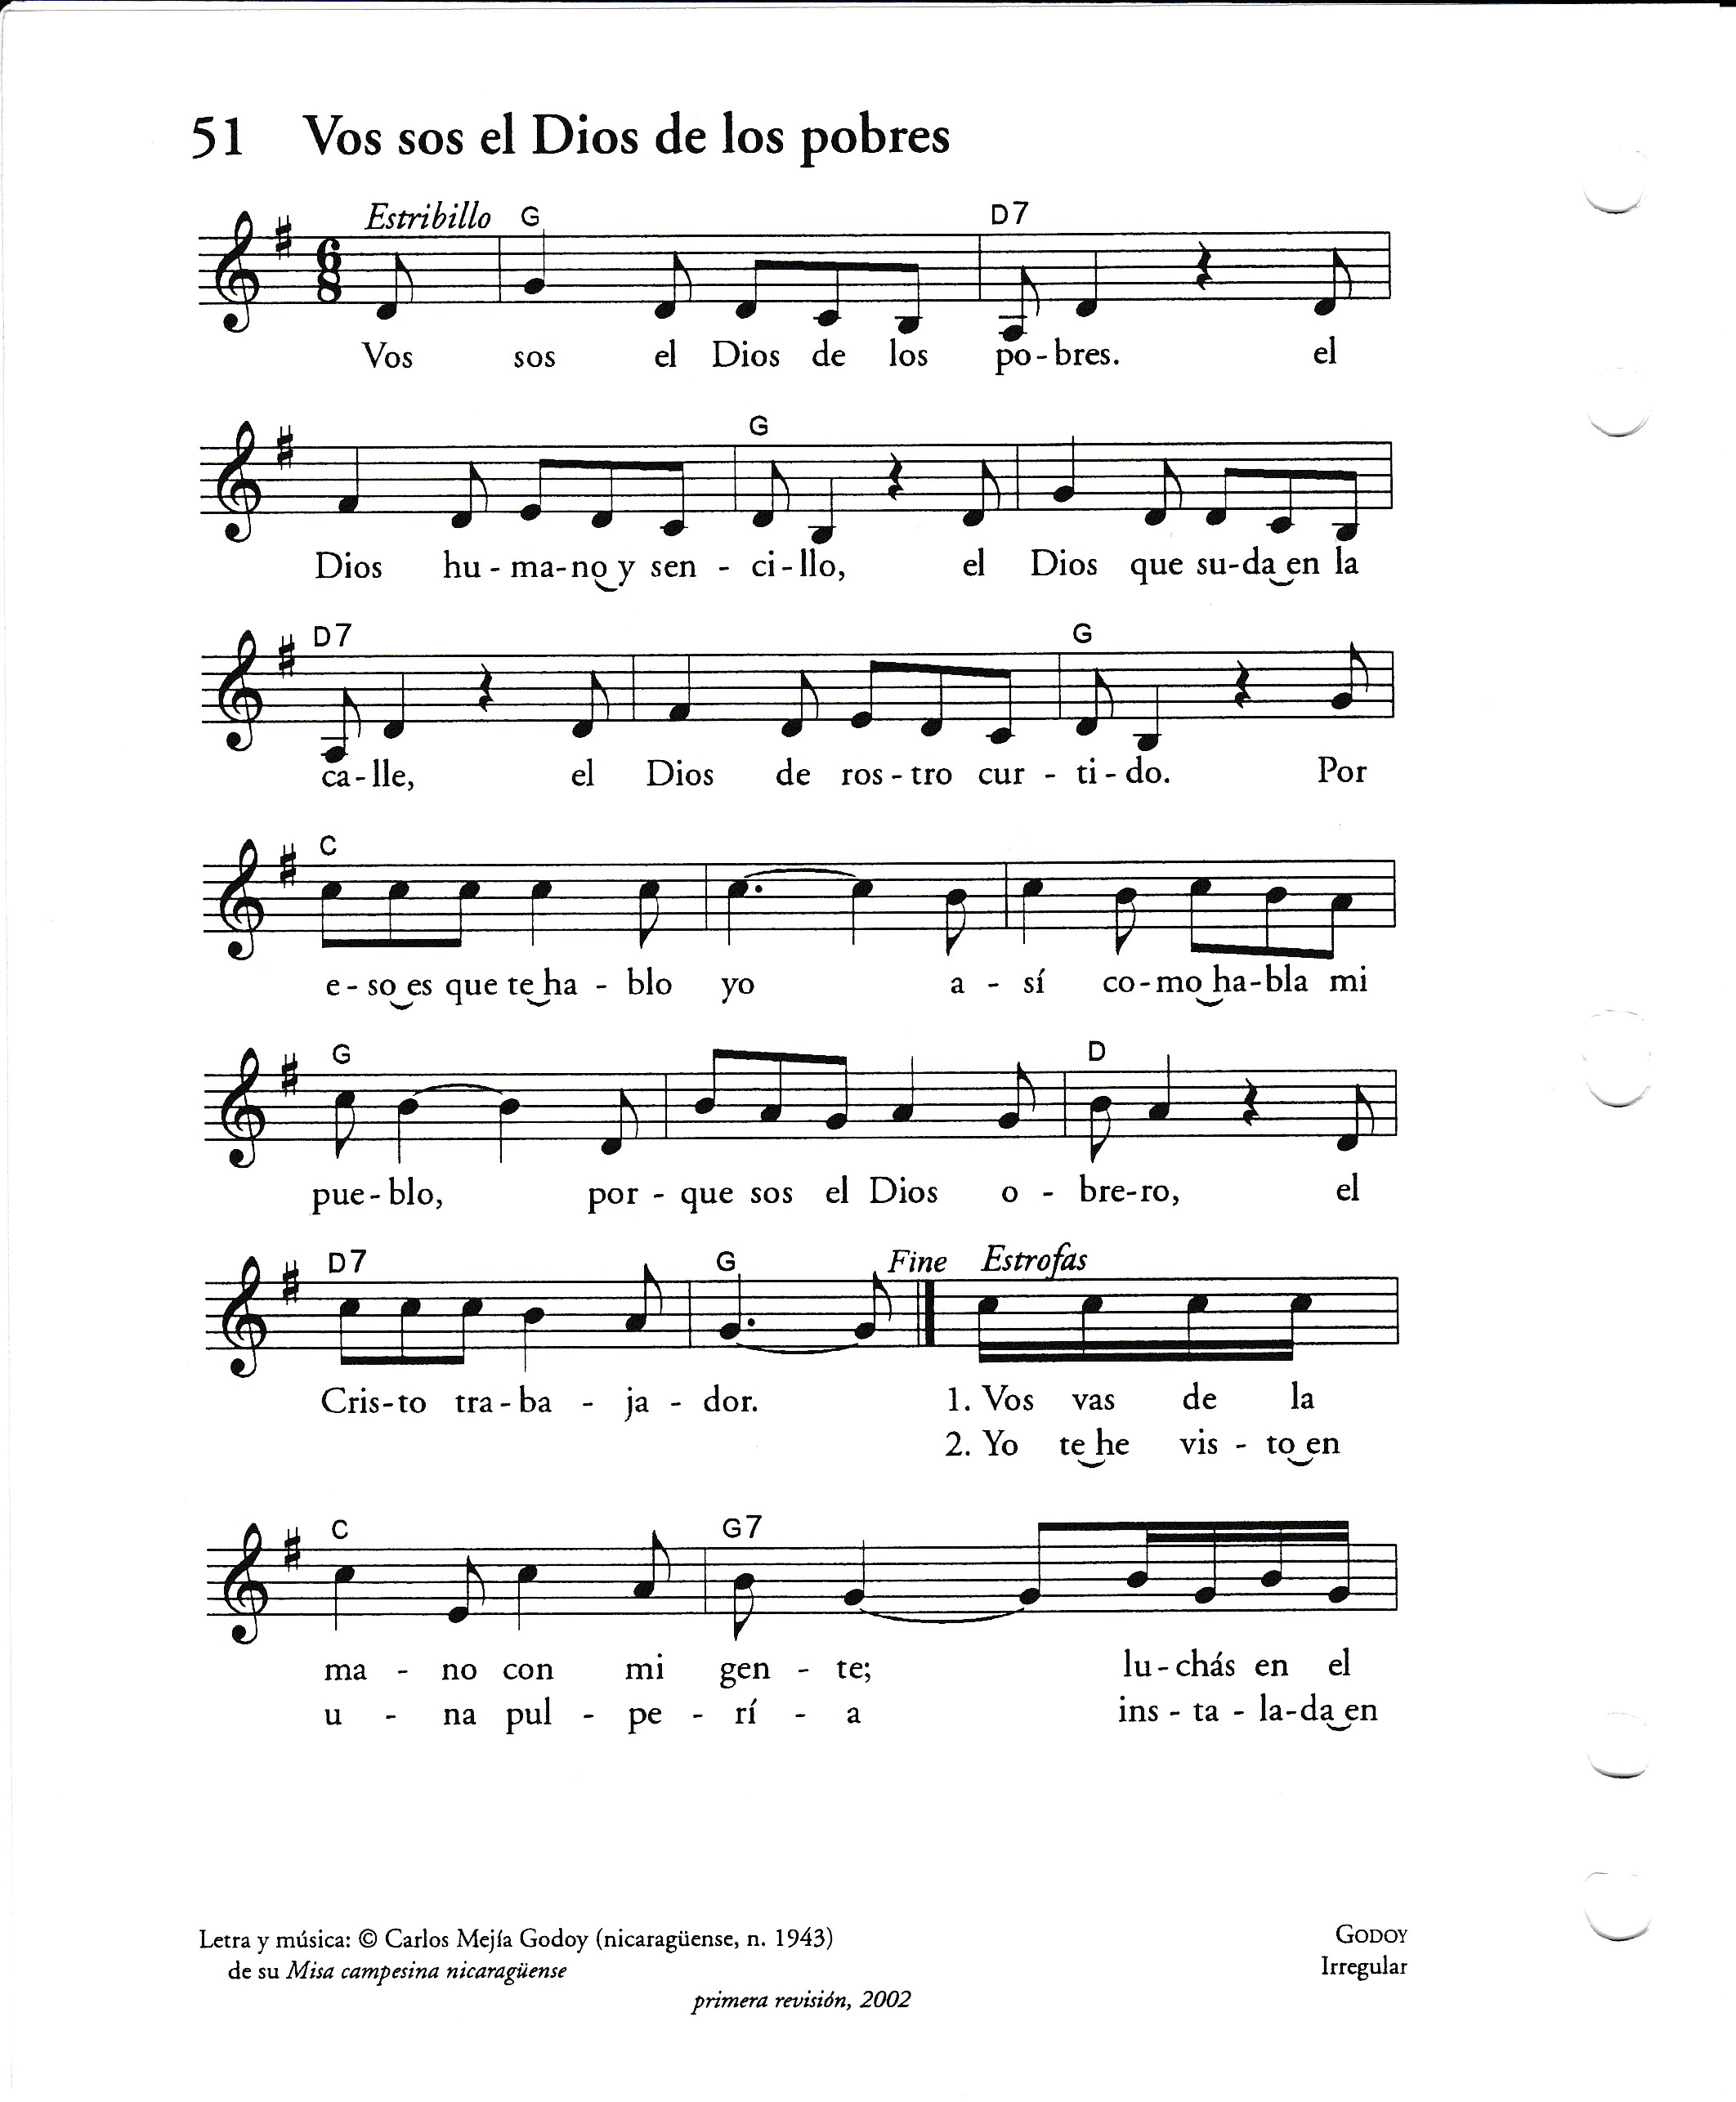 51 Vos sos el Dios de los pobres
Estribillo G D7
6
8
Vos sos el Dios de los po-bres. el
G
Dios hu-ma-no y sen-ci-llo, el Dios que su-da en la
D7 G
ca-lle, el Dios de ros-tro cur-ti-do. Por
C
e-so es que te ha-blo yo a-sí co-mo ha-bla mi
G D
pue-blo, por-que sos el Dios o-bre-ro, el
D7 G Fine Estrofas
Cris-to tra-ba-ja-dor. 1. Vos vas de la
2. Yo te he vis-to en
C G7
ma-no con mi gen-te; lu-chás en el
u-na pul-pe-rí-a ins-ta-la-da en
Letra y música: © Carlos Mejía Godoy (nicaragüense, n. 1943)
de su Misa campesina nicaragüense
GODOY
Irregular
primera revisión, 2002